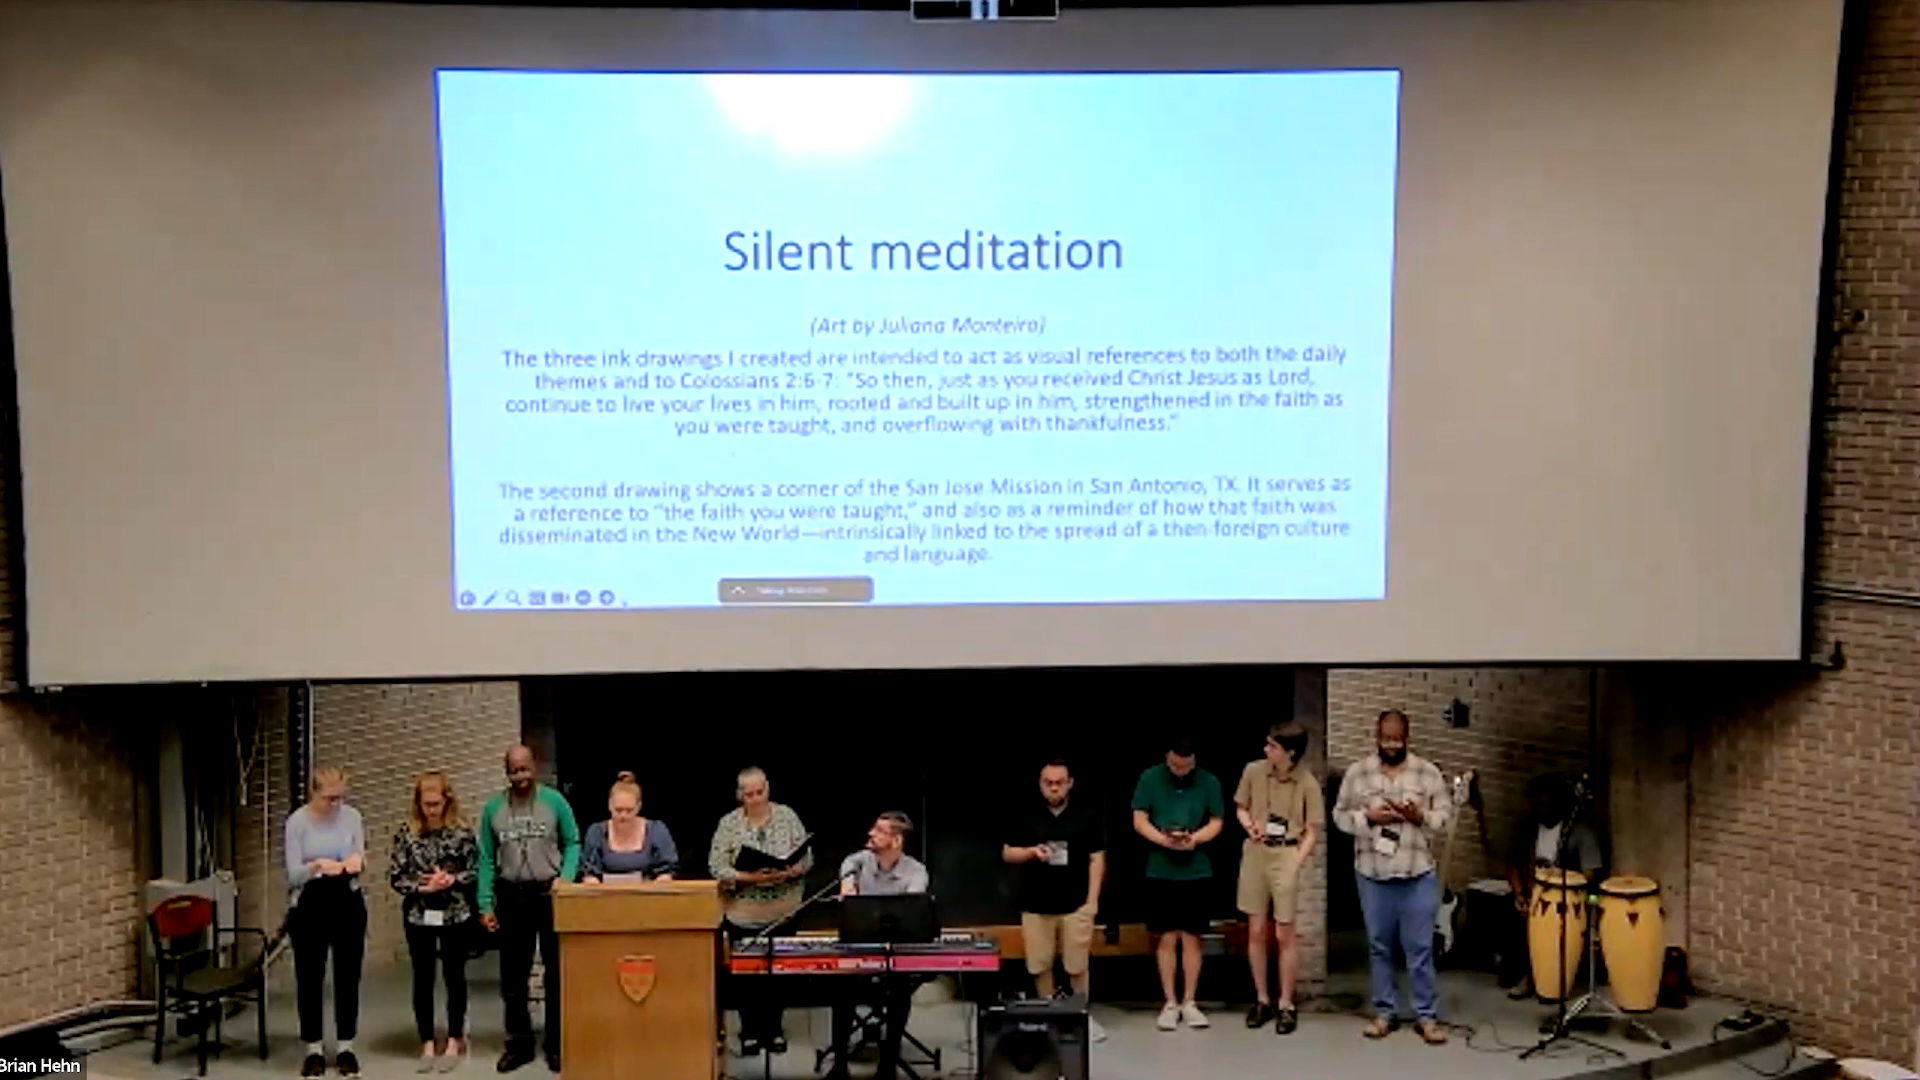 Silent meditation
(Art by Juliana Monteiro)
The three ink drawings I created are intended to act as visual references to both the daily
themes and to Colossians 2:6-7: "So then, just as you received Christ Jesus as Lord,
continue to live your lives in him, rooted and built up in him, strengthened in the faith as
you were taught, and overflowing with thankfulness."
The second drawing shows a corner of the San Jose Mission in San Antonio, TX. It serves as
a reference to "the faith you were taught," and also as a reminder of how that faith was
disseminated in the New World—intrinsically linked to the spread of a then-foreign culture
and language.
Roland
Brian Hehn